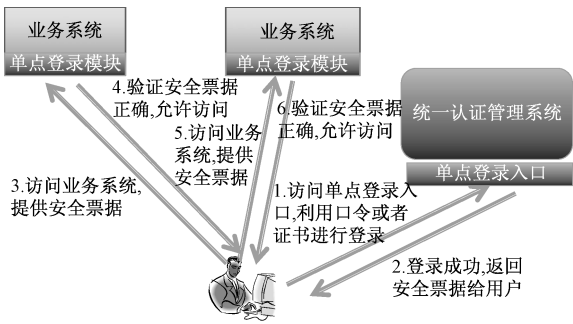 业务系统
单点登录模块
业务系统
单点登录模块
统一认证管理系统
单点登录入口
4.验证安全票据
正确,允许访问
5.访问业务
系统,提供
安全票据
6.验证安全票据
正确,允许访问
3.访问业务系统,
提供安全票据
1.访问单点登录入
口,利用口令或者
证书进行登录
2.登录成功,返回
安全票据给用户